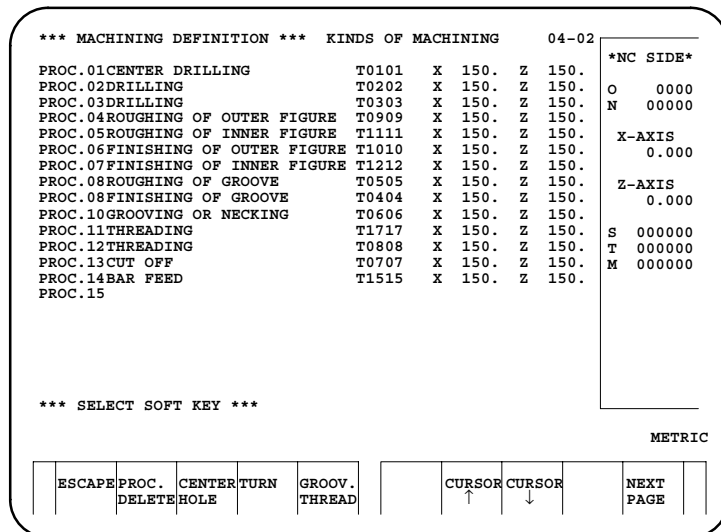 *** MACHINING DEFINITION *** KINDS OF MACHINING 04-02
PROC.01CENTER DRILLING T0101 X 150. Z 150.
PROC.02DRILLING T0202 X 150. Z 150.
PROC.03DRILLING T0303 X 150. Z 150.
PROC.04ROUGHING OF OUTER FIGURE T0909 X 150. Z 150.
PROC.05ROUGHING OF INNER FIGURE T1111 X 150. Z 150.
PROC.06FINISHING OF OUTER FIGURE T1010 X 150. Z 150.
PROC.07FINISHING OF INNER FIGURE T1212 X 150. Z 150.
PROC.08ROUGHING OF GROOVE T0505 X 150. Z 150.
PROC.08FINISHING OF GROOVE T0404 X 150. Z 150.
PROC.10GROOVING OR NECKING T0606 X 150. Z 150.
PROC.11THREADING T1717 X 150. Z 150.
PROC.12THREADING T0808 X 150. Z 150.
PROC.13CUT OFF T0707 X 150. Z 150.
PROC.14BAR FEED T1515 X 150. Z 150.
PROC.15
*NC SIDE*
O 0000
N 00000
X-AXIS
0.000
Z-AXIS
0.000
S 000000
T 000000
M 000000
*** SELECT SOFT KEY ***
METRIC
ESCAPE PROC. CENTER TURN GROOV. CURSOR CURSOR NEXT
DELETE HOLE THREAD ↑ ↓ PAGE